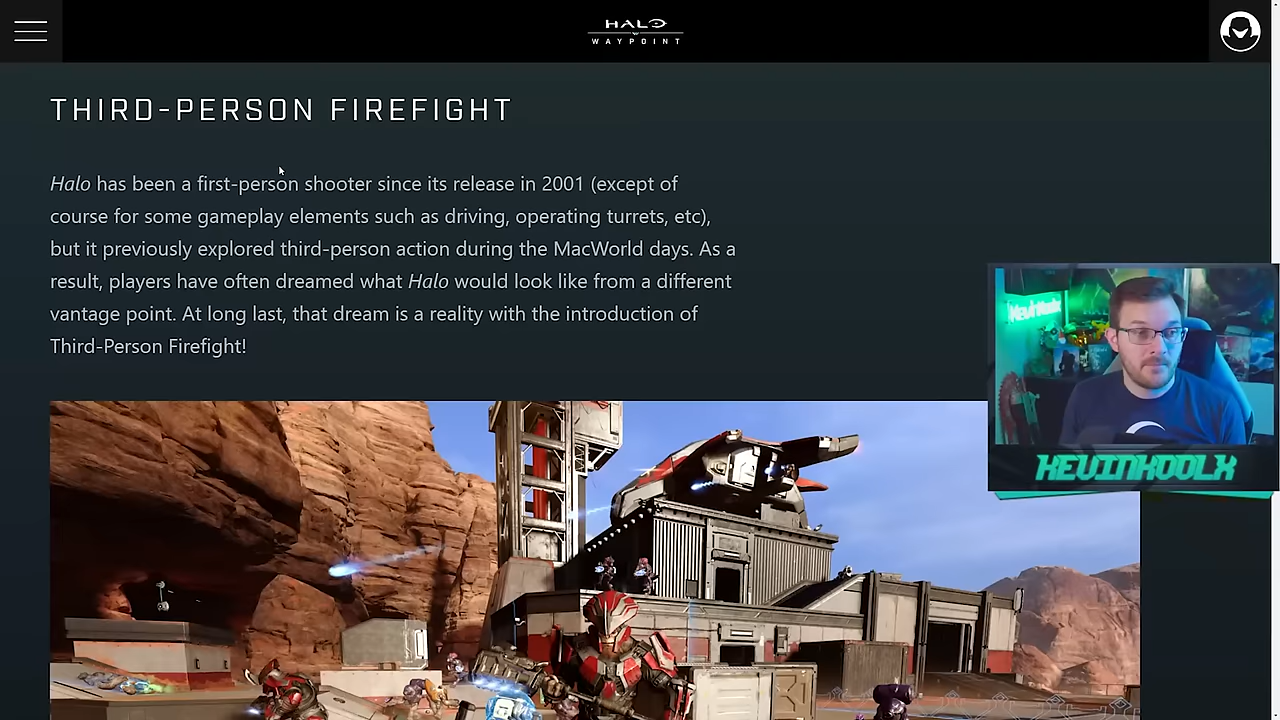 HALO
WAYPOINT
THIRD-PERSON FIREFIGHT
Halo has been a first-person shooter since its release in 2001 (except of
course for some gameplay elements such as driving, operating turrets, etc),
but it previously explored third-person action during the MacWorld days. As a
result, players have often dreamed what Halo would look like from a different
vantage point. At long last, that dream is a reality with the introduction of
Third-Person Firefight!
KevinKoolx
KEVINKOOLX